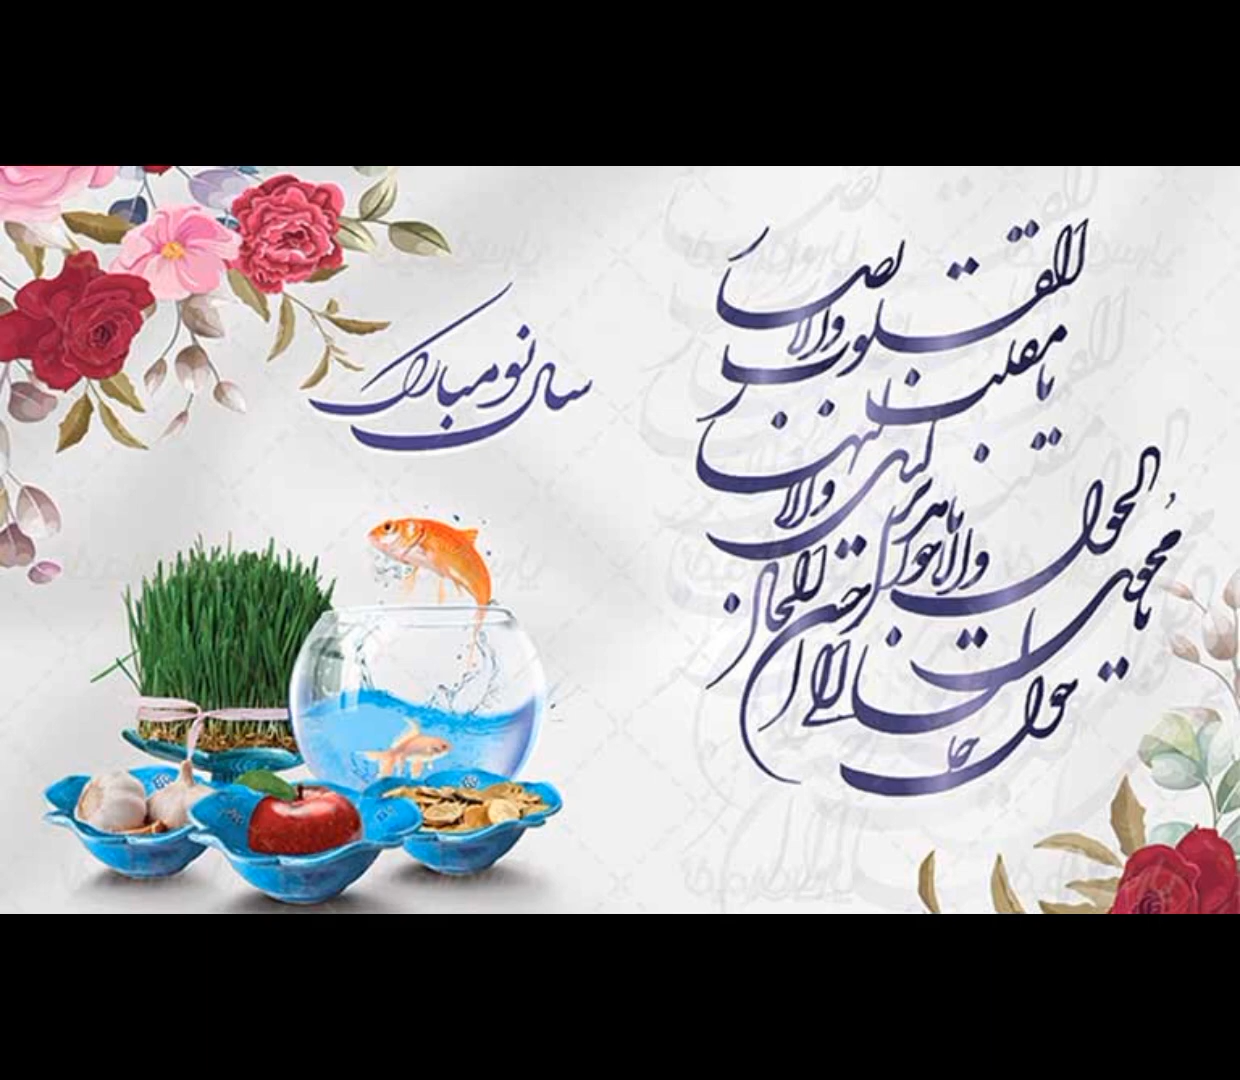 یا مقلب القلوب والابصار
یا مدبر اللیل والنهار
یا محول الحول والاحوال
حول حالنا الی احسن الحال
سال نو مبارک